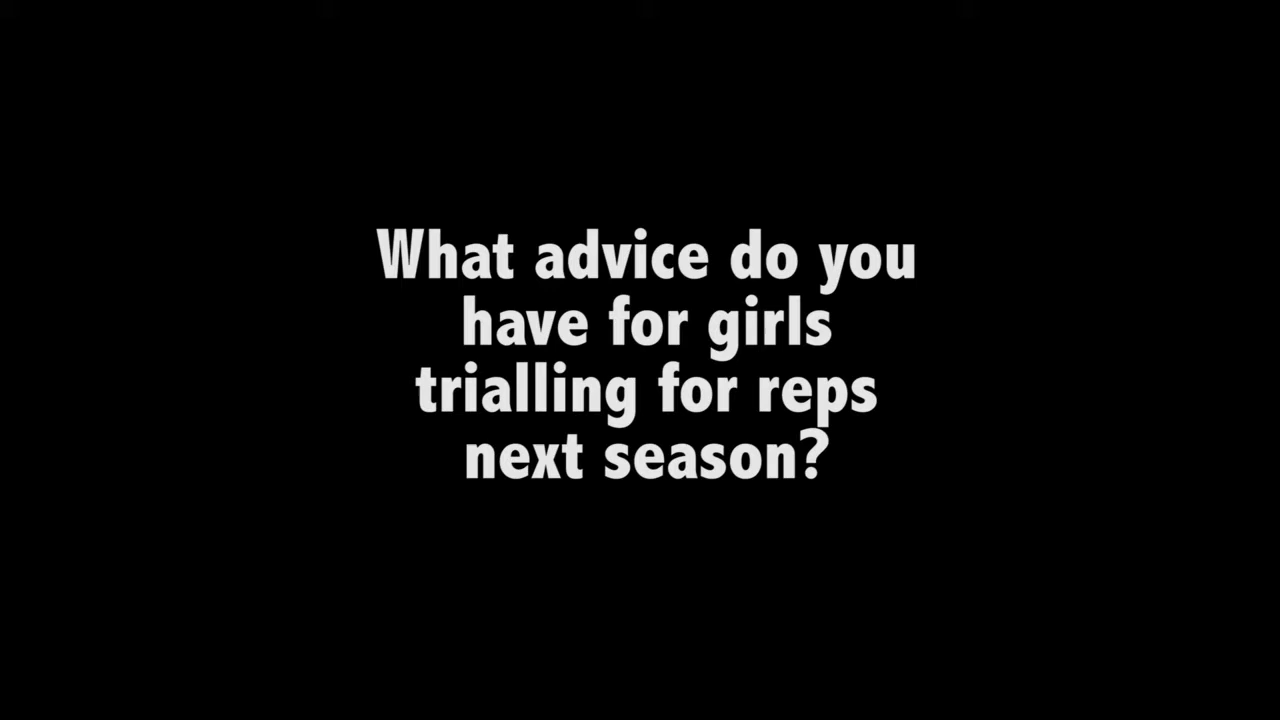 What advice do you
have for girls
trialling for reps
next season?